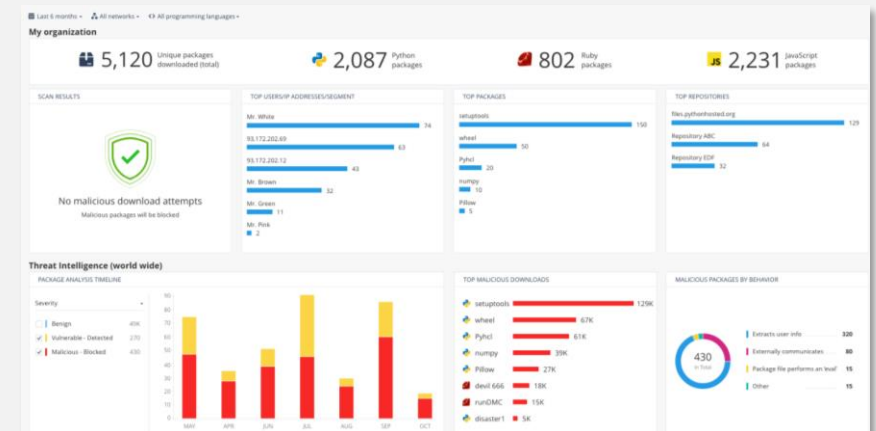 Last 6 months
All networks
All programming languages
My organization
5,120 Unique packages
downloaded (total)
2,087 Python
packages
802 Ruby
packages
JS
2,231 JavaScript
packages
SCAN RESULTS
No malicious download attempts
Malicious packages will be blocked
TOP USERS/IP ADDRESSES/SEGMENT
Mr. White
74
93.172.202.69
63
93.172.202.12
43
Mr. Brown
32
Mr. Green
11
Mr. Pink
2
TOP PACKAGES
setuptools
150
wheel
50
Pyhcl
20
numpy
10
Pillow
5
TOP REPOSITORIES
files.pythonhosted.org
129
Repository ABC
64
Repository EDF
32
Threat Intelligence (world wide)
PACKAGE ANALYSIS TIMELINE
Severity
Benign 49K
Vulnerable - Detected 270
Malicious - Blocked 430
90
80
70
60
50
40
30
20
10
0
MAY
APR
JUN
JUL
AUG
SEP
OCT
TOP MALICIOUS DOWNLOADS
setuptools 129K
wheel 67K
Pyhcl 61K
numpy 39K
Pillow 27K
devil 666 18K
runDMC 15K
disaster1 5K
MALICIOUS PACKAGES BY BEHAVIOR
430
in Total
Extracts user info 320
Externally communicates 80
Package file performs an 15
Other 15